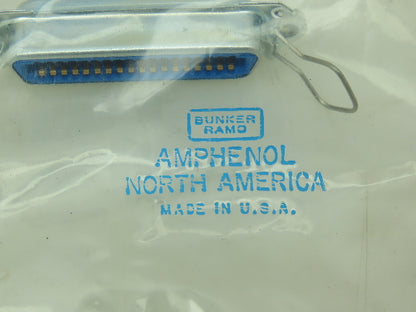 BUNKER
RAMO
AMPHENOL
NORTH AMERICA
MADE IN U.S.A.